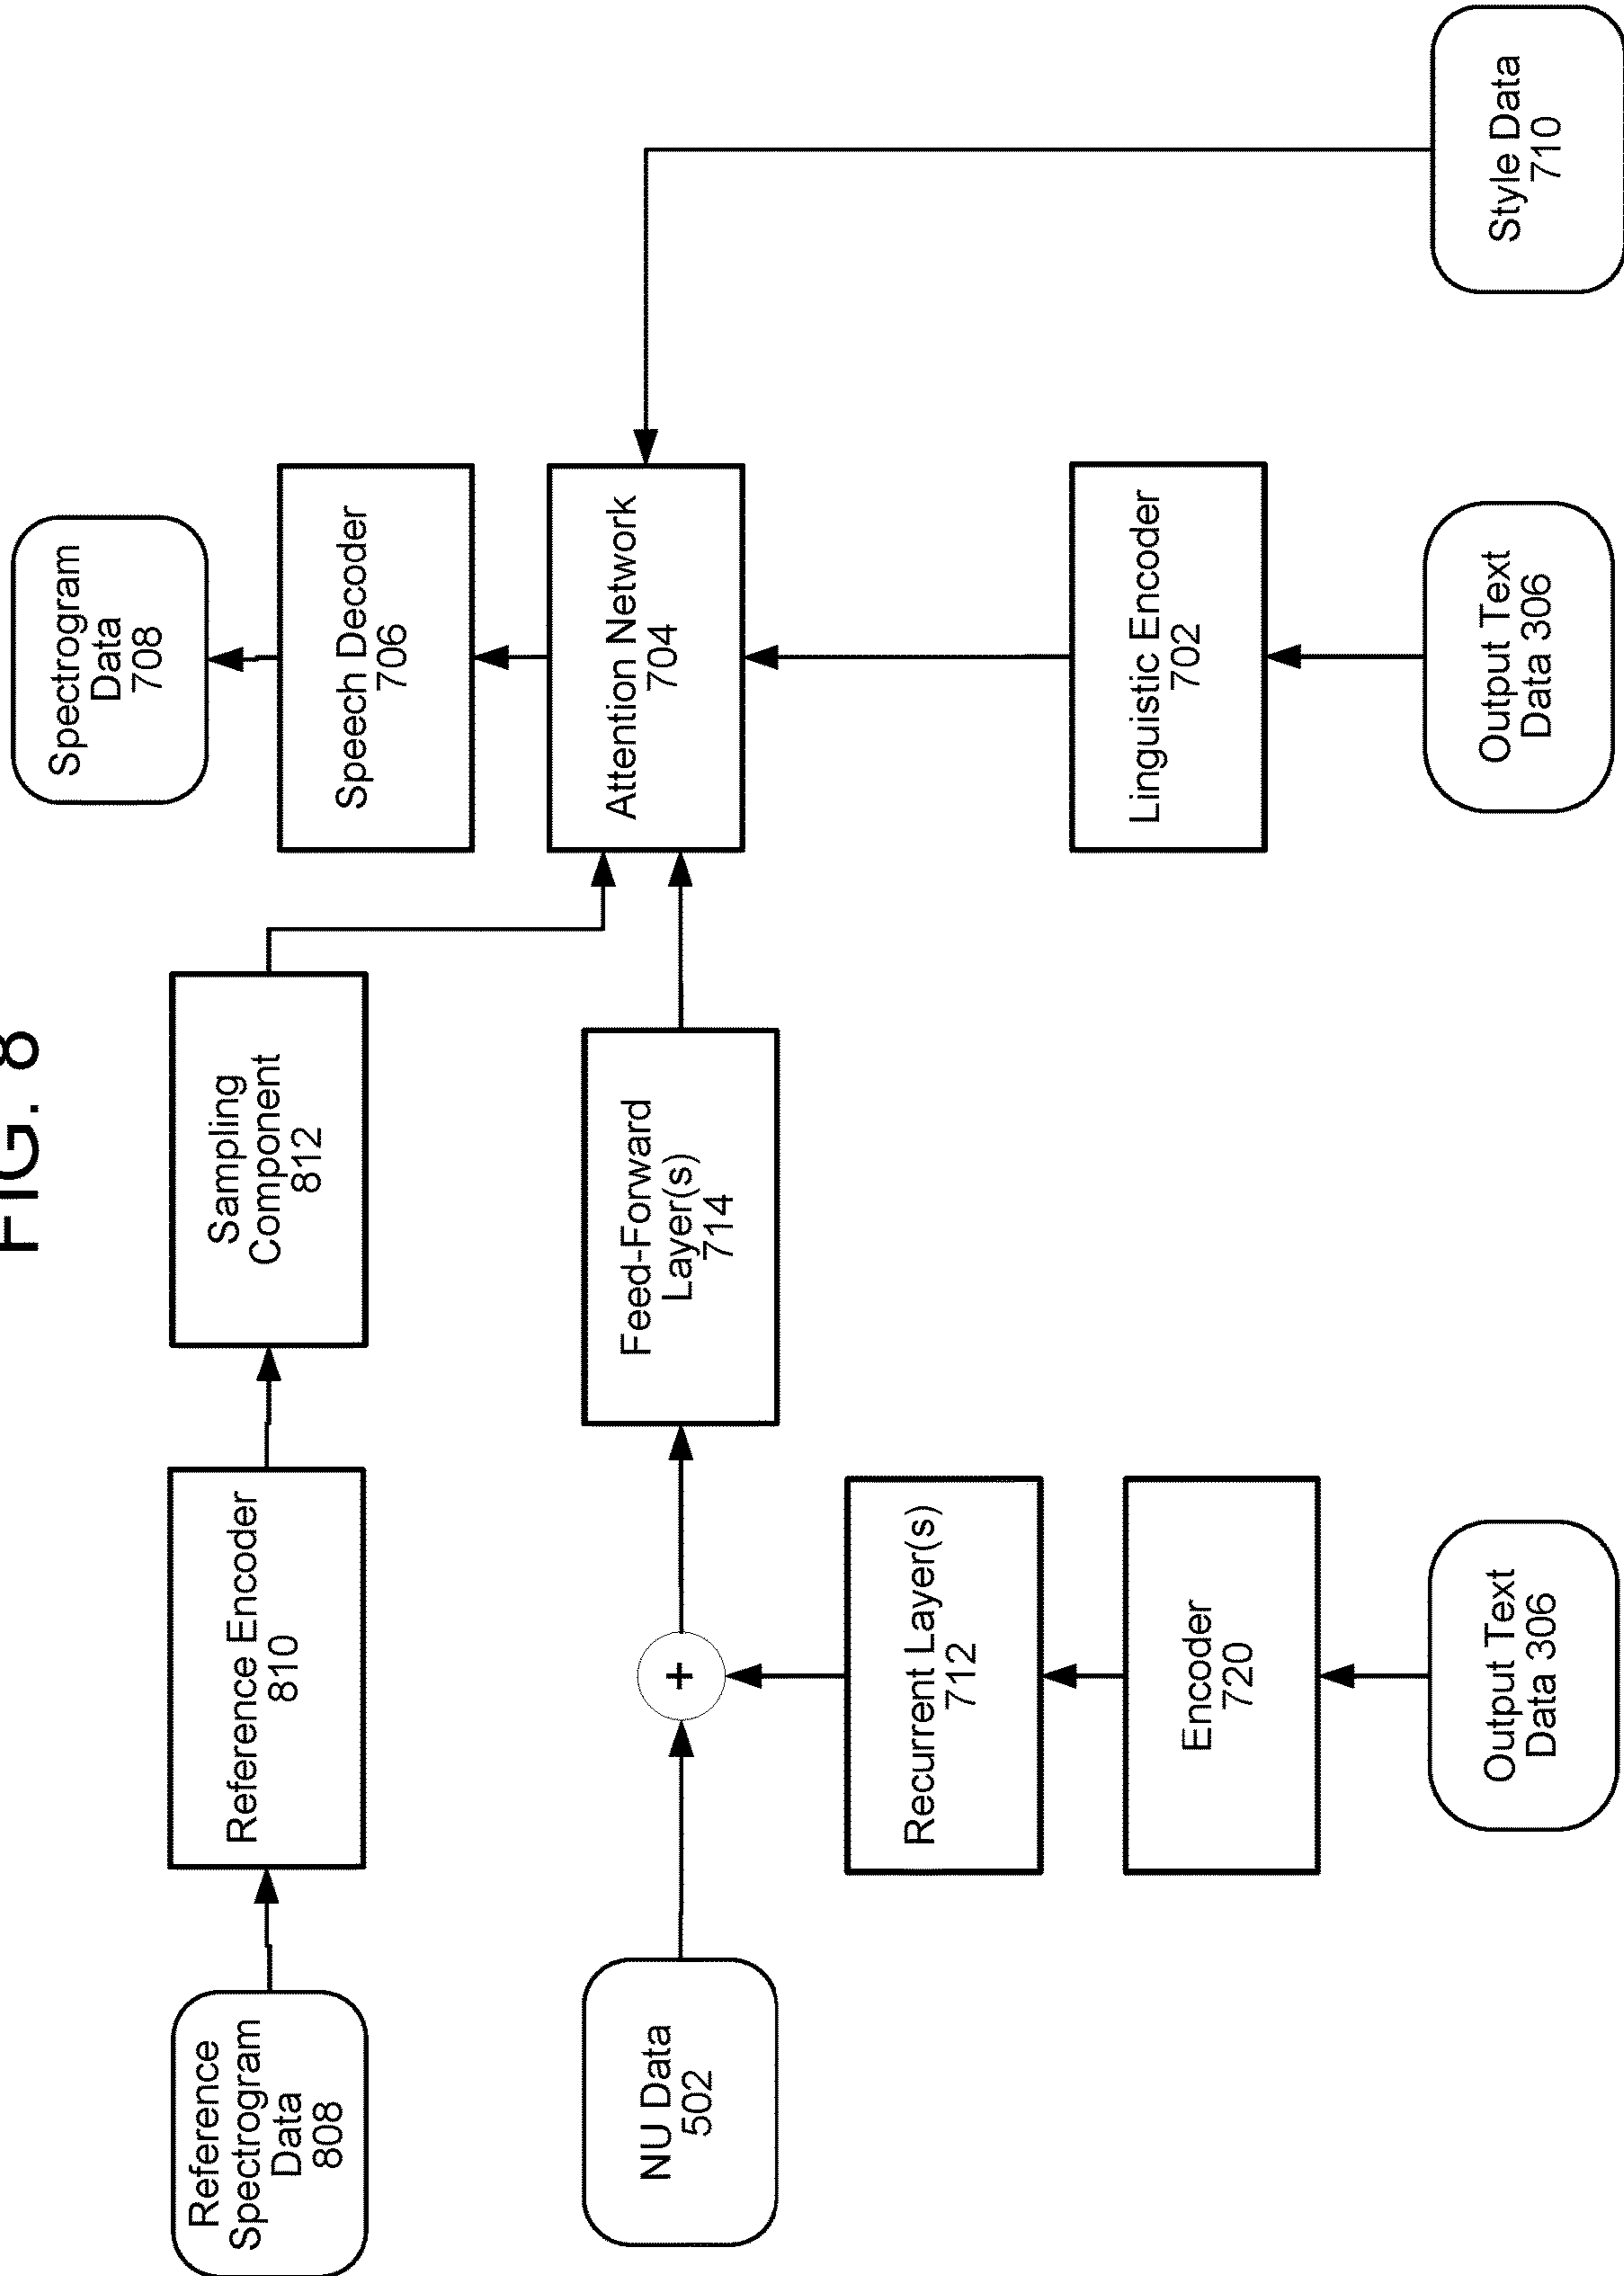 FIG. 8
Reference
Spectrogram
Data
808
Reference Encoder
810
Sampling
Component
812
Spectrogram
Data
708
Speech Decoder
706
Attention Network
704
NU Data
502
+
Feed-Forward
Layer(s)
714
Recurrent Layer(s)
712
Encoder
720
Output Text
Data 306
Linguistic Encoder
702
Output Text
Data 306
Style Data
710